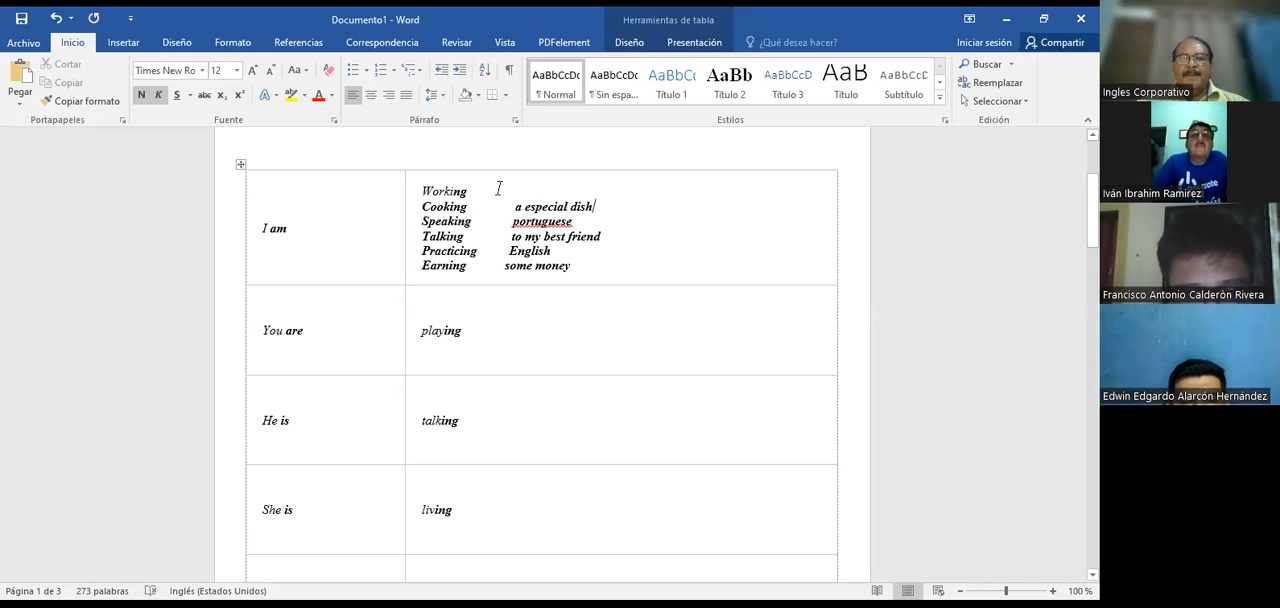 Documento1 - Word
Herramientas de tabla
Archivo Inicio Insertar Diseño Formato Referencias Correspondencia Revisar Vista PDFelement Diseño Presentación ¿Qué desea hacer? Iniciar sesión Compartir
Pegar
Cortar
Copiar
Copiar formato
Portapapeles
Times New Ro 12
N K S abc x₂ x²
Fuente
Párrafo
AaBbCcDc AaBbCcDc AaBbCc AaBb AaBbCcD AaB AaBbCcD
¶ Normal ¶ Sin espa... Título 1 Título 2 Título 3 Título Subtítulo
Estilos
Buscar
Reemplazar
Seleccionar
Edición
I am
Working
Cooking a especial dish
Speaking portuguese
Talking to my best friend
Practicing English
Earning some money
You are playing
He is talking
She is living
Página 1 de 3 273 palabras Inglés (Estados Unidos) 100 %
Ingles Corporativo
Iván Ibrahim Ramirez
Francisco Antonio Calderòn Rivera
Edwin Edgardo Alarcón Hernández